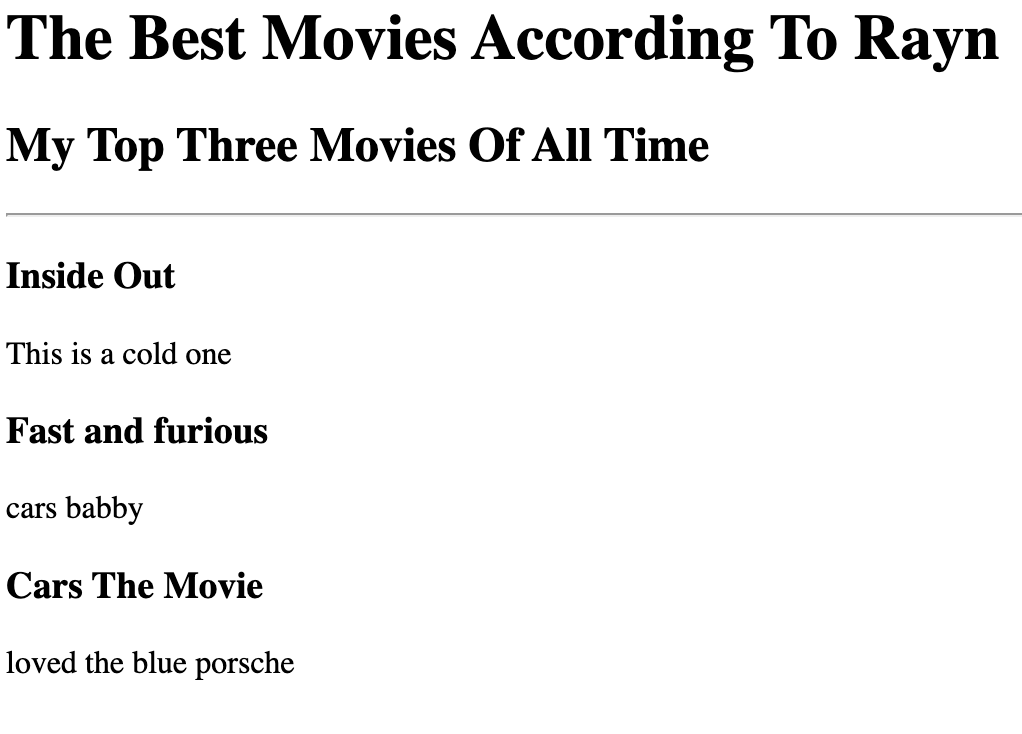 The Best Movies According To Rayn
My Top Three Movies Of All Time
Inside Out
This is a cold one
Fast and furious
cars babby
Cars The Movie
loved the blue porsche